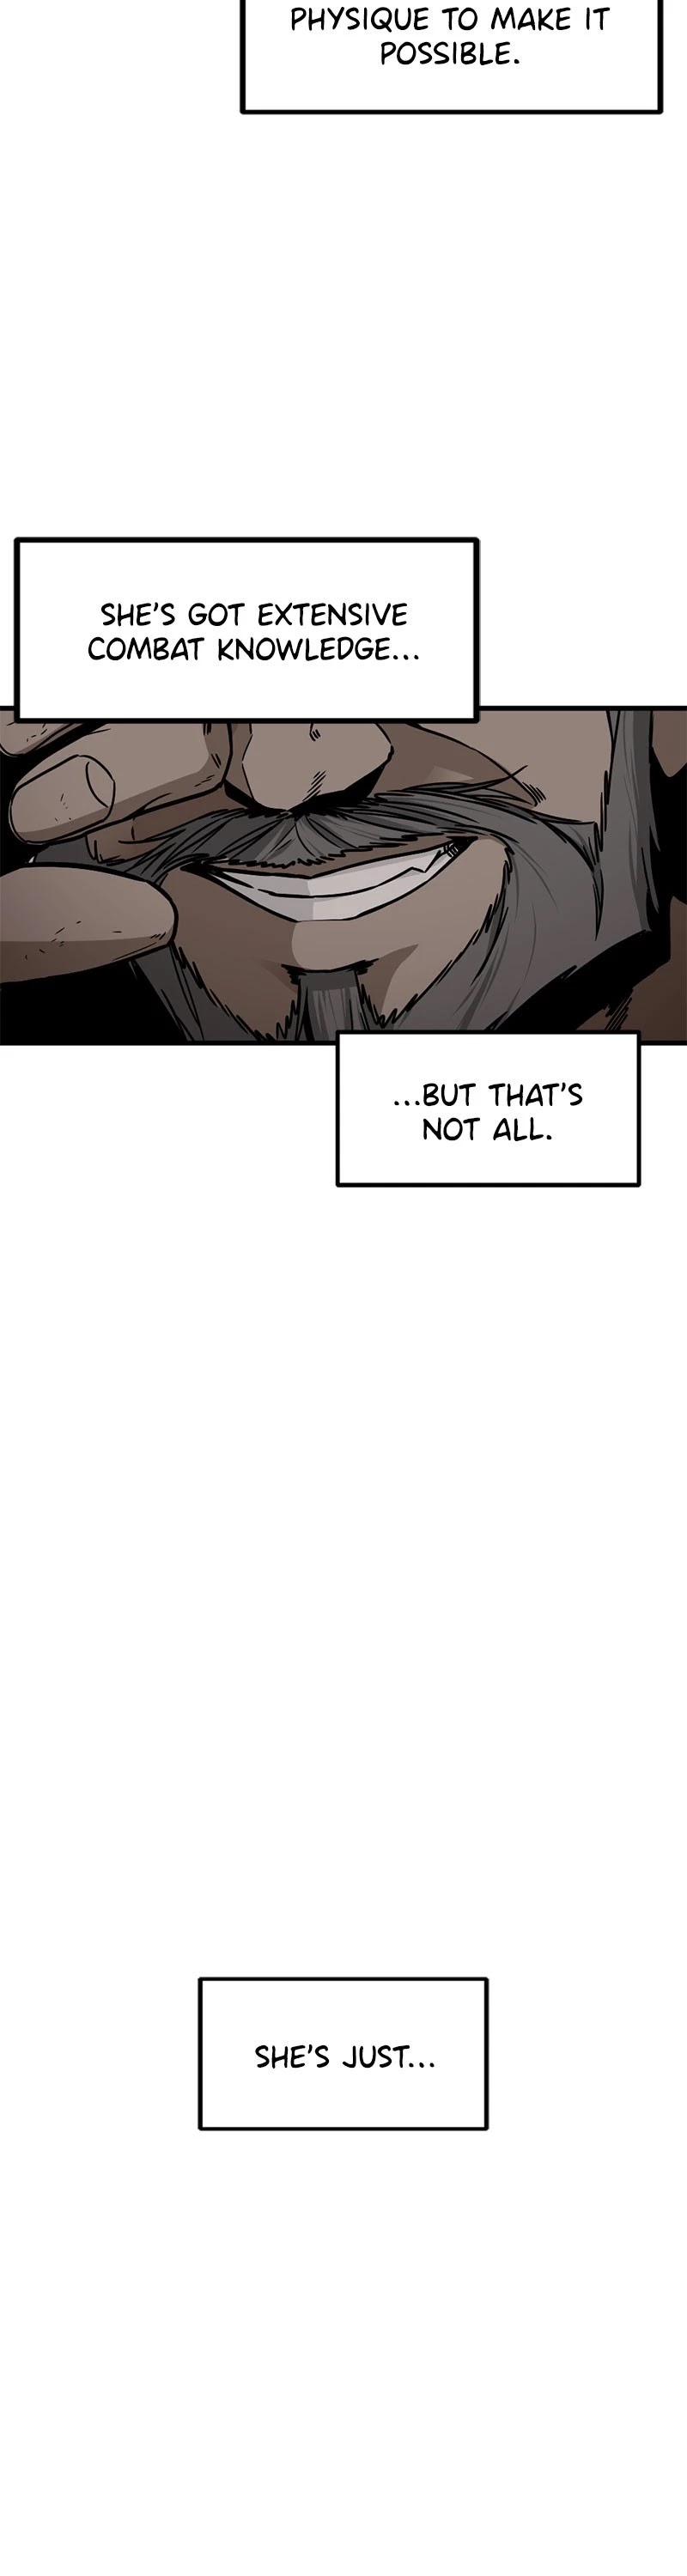 PHYSIQUE TO MAKE IT
POSSIBLE.
SHE'S GOT EXTENSIVE
COMBAT KNOWLEDGE...
...BUT THAT'S
NOT ALL.
SHE'S JUST...